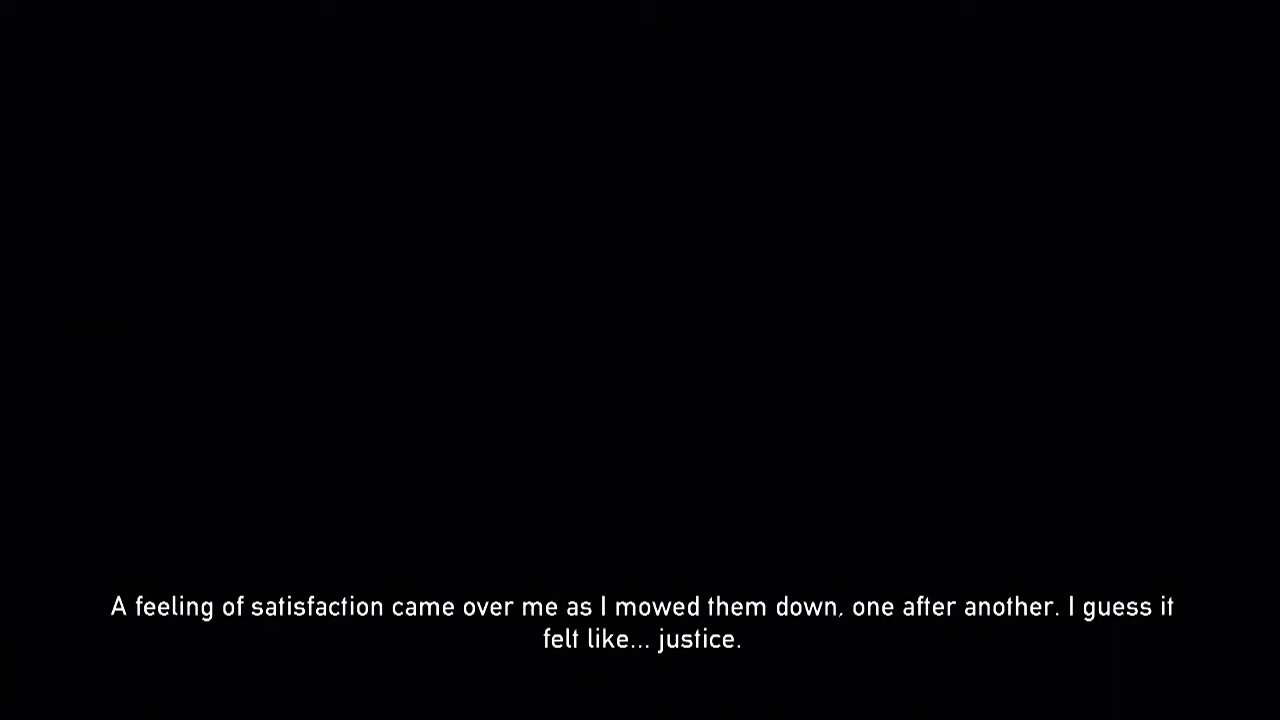 A feeling of satisfaction came over me as I mowed them down, one after another. I guess it
felt like... justice.